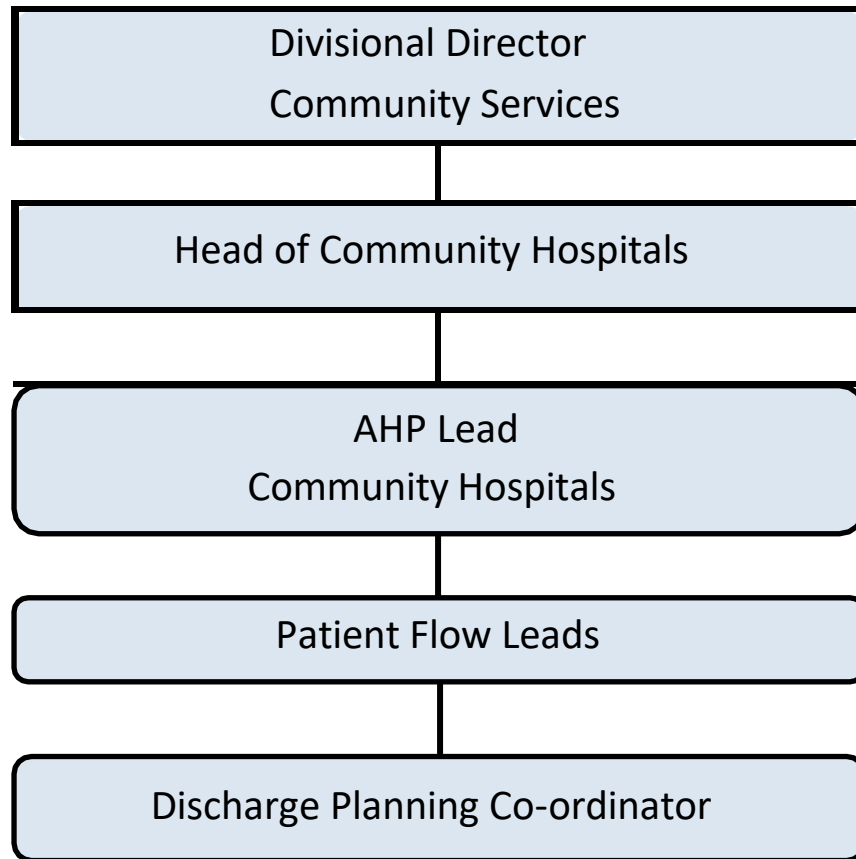 Divisional Director
Community Services
Head of Community Hospitals
AHP Lead
Community Hospitals
Patient Flow Leads
Discharge Planning Co-ordinator